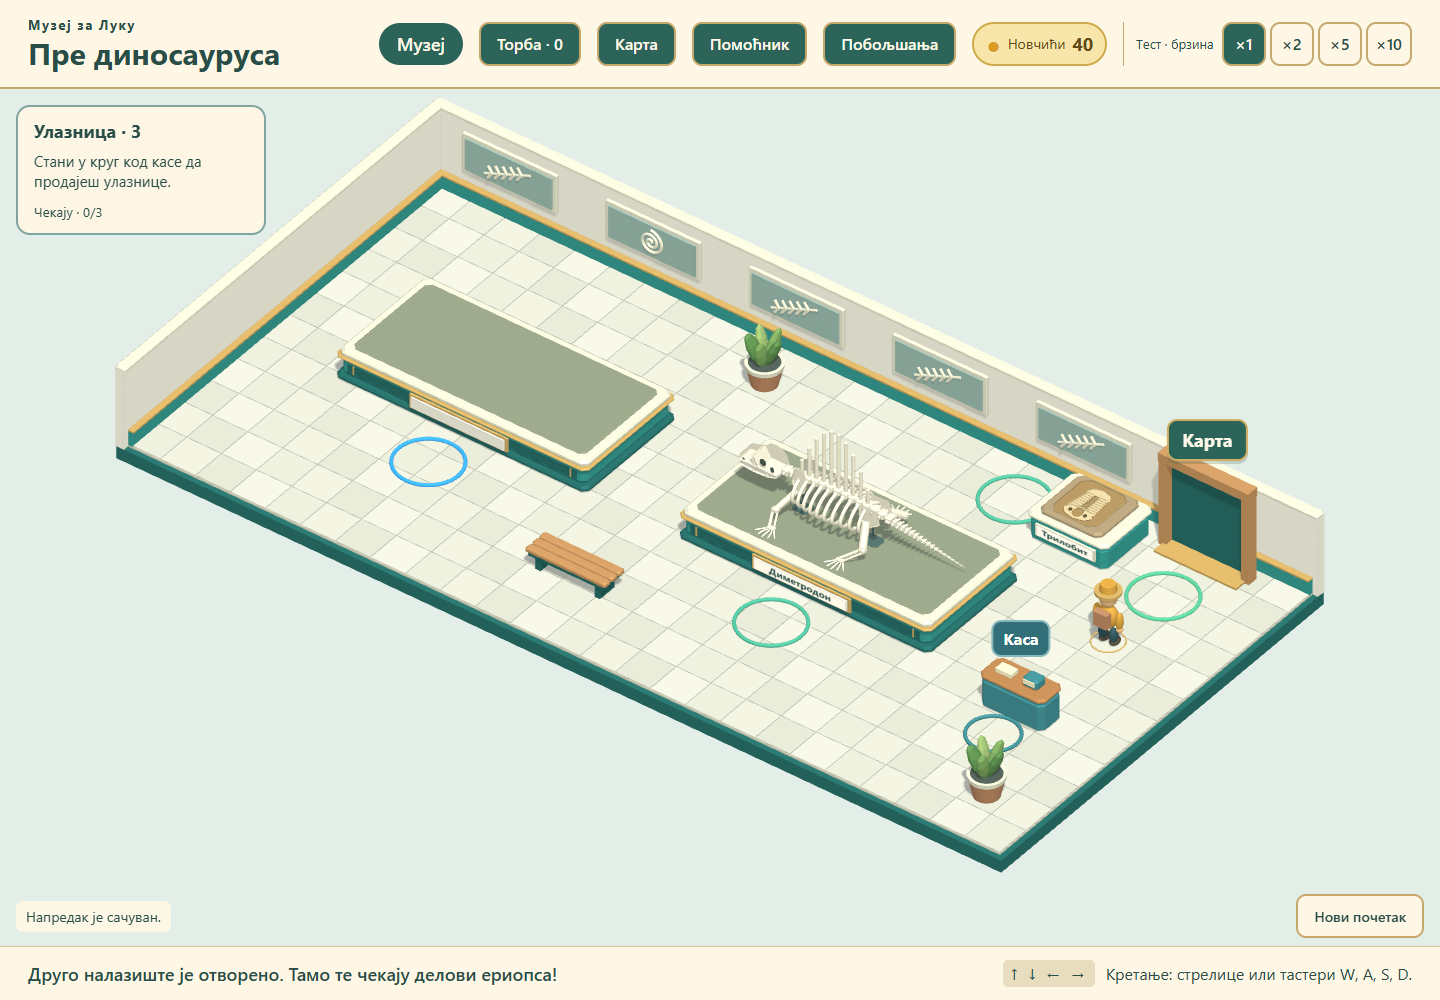 Музеј за Луку
Пре диносауруса
Музеј
Торба · 0
Карта
Помоћник
Побољшања
Новчићи 40
Тест · брзина
×1
×2
×5
×10
Улазница · 3
Стани у круг код касе да
продајеш улазнице.
Чекају · 0/3
Карта
Трилобит
Диметродон
Каса
Напредак је сачуван.
Нови почетак
Друго налазиште је отворено. Тамо те чекају делови ериопса!
↑ ↓ ← → Кретање: стрелице или тастери W, A, S, D.